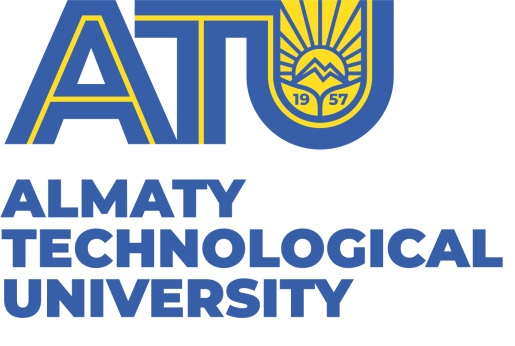 ATU
19 57
ALMATY
TECHNOLOGICAL
UNIVERSITY